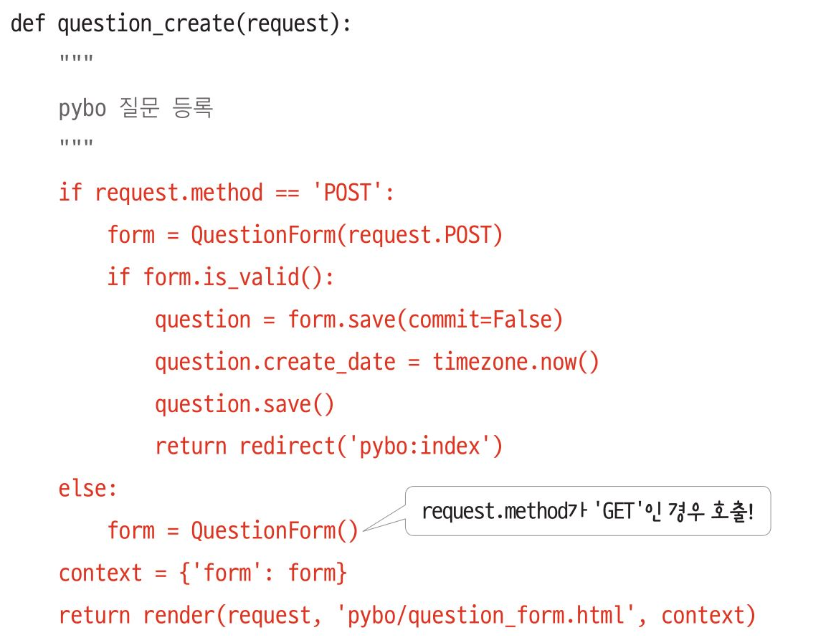 def question_create(request):
    """
    pybo 질문 등록
    """
    if request.method == 'POST':
        form = QuestionForm(request.POST)
        if form.is_valid():
            question = form.save(commit=False)
            question.create_date = timezone.now()
            question.save()
            return redirect('pybo:index')
    else:
        form = QuestionForm()
request.method가 'GET'인 경우 호출!
    context = {'form': form}
    return render(request, 'pybo/question_form.html', context)